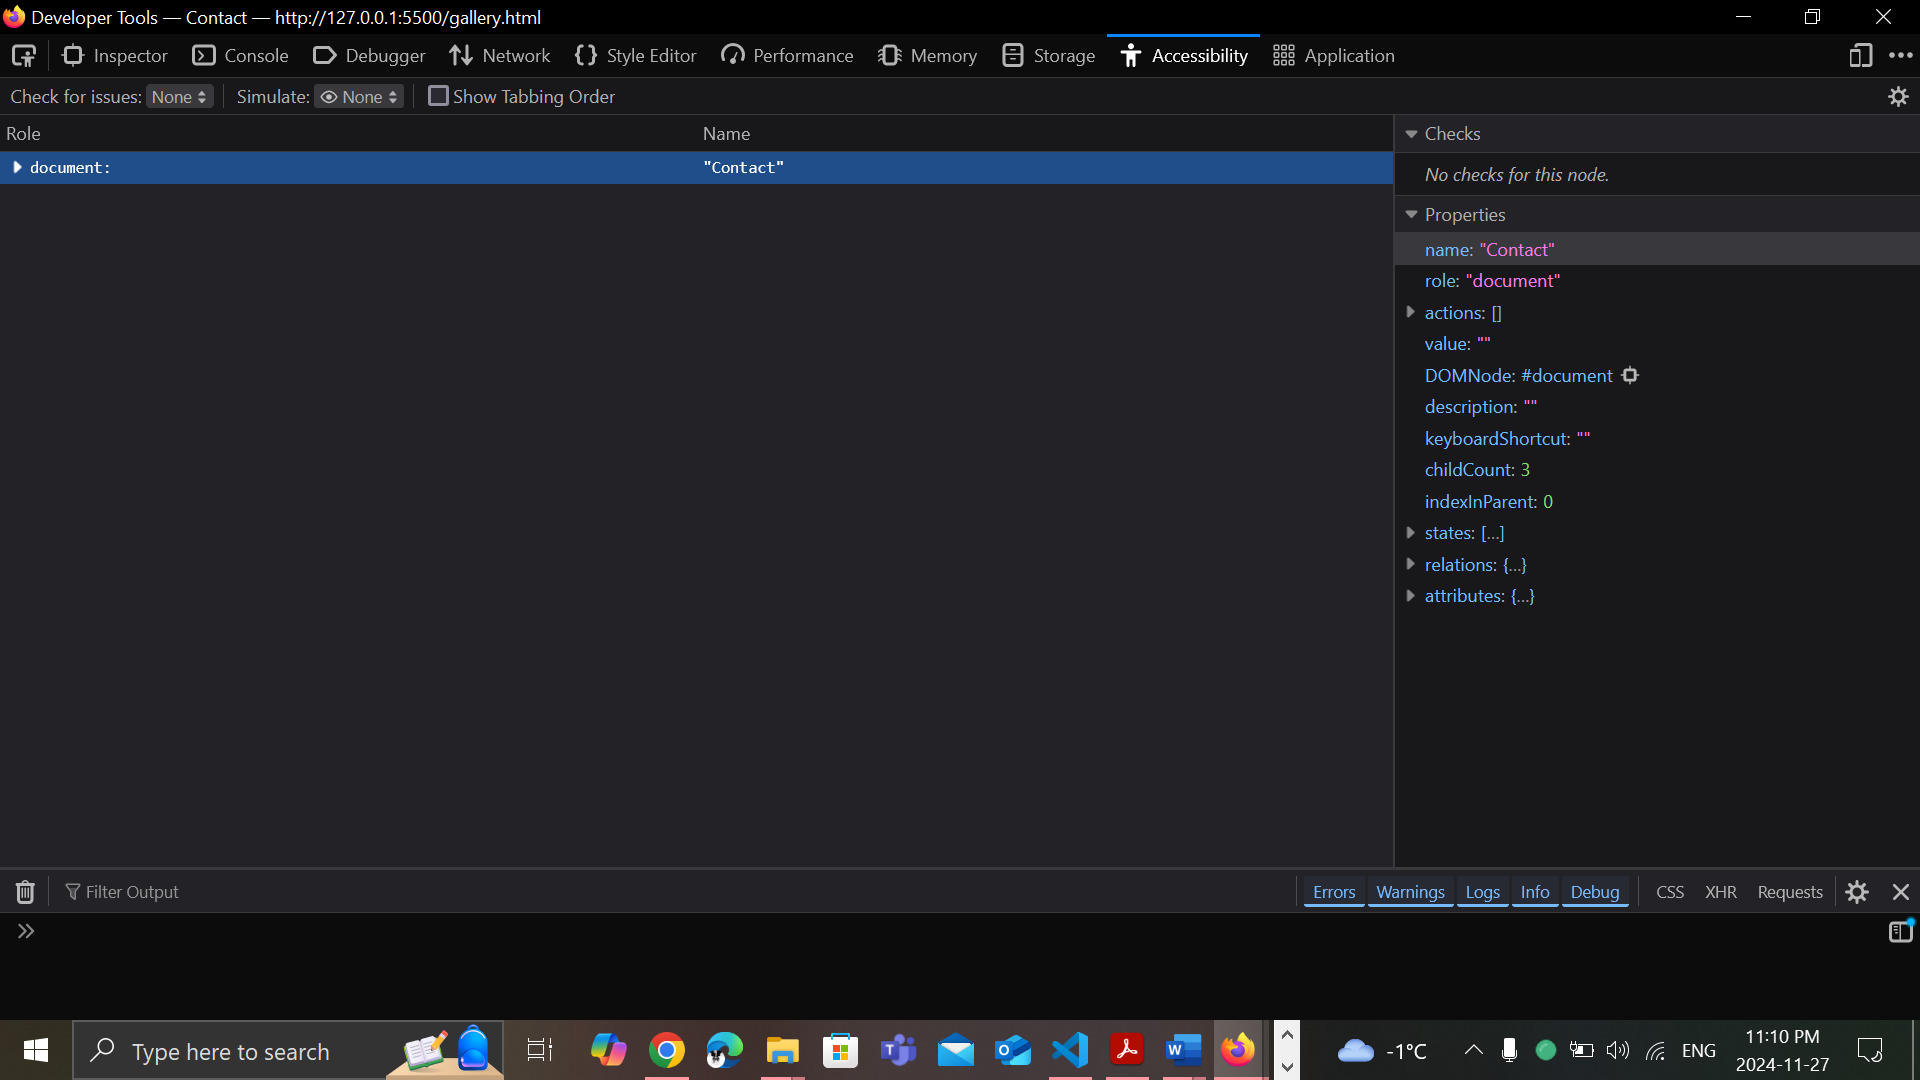 Developer Tools — Contact — http://127.0.0.1:5500/gallery.html
Inspector Console Debugger Network Style Editor Performance Memory Storage Accessibility Application
Check for issues: None Simulate: None Show Tabbing Order
Role Name
document: "Contact"
Checks
No checks for this node.
Properties
name: "Contact"
role: "document"
actions: []
value: ""
DOMNode: #document
description: ""
keyboardShortcut: ""
childCount: 3
indexInParent: 0
states: […]
relations: {…}
attributes: {…}
Filter Output Errors Warnings Logs Info Debug CSS XHR Requests
Type here to search
-1°C
ENG
11:10 PM
2024-11-27